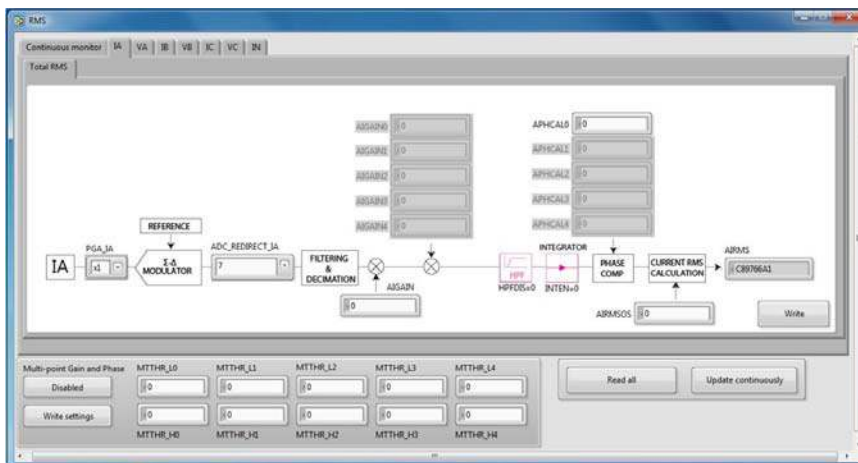 RMS
Continuous monitor IA VA IB VB IC VC IN
Total RMS
AIGAIN0 0
AIGAIN1 0
AIGAIN2 0
AIGAIN3 0
AIGAIN4 0
APHCAL0 0
APHCAL1 0
APHCAL2 0
APHCAL3 0
APHCAL4 0
REFERENCE
IA
PGA_IA
x1
Σ-Δ
MODULATOR
ADC_REDIRECT_IA
7
FILTERING
&
DECIMATION
AIGAIN
0
HPF
HPFDIS=0
INTEGRATOR
INTEN=0
PHASE
COMP
CURRENT RMS
CALCULATION
AIRMS
C89766A1
AIRMSOS 0
Write
Multi-point Gain and Phase
Disabled
Write settings
MTTHR_L0 MTTHR_L1 MTTHR_L2 MTTHR_L3 MTTHR_L4
0 0 0 0 0
0 0 0 0 0
MTTHR_H0 MTTHR_H1 MTTHR_H2 MTTHR_H3 MTTHR_H4
Read all
Update continuously